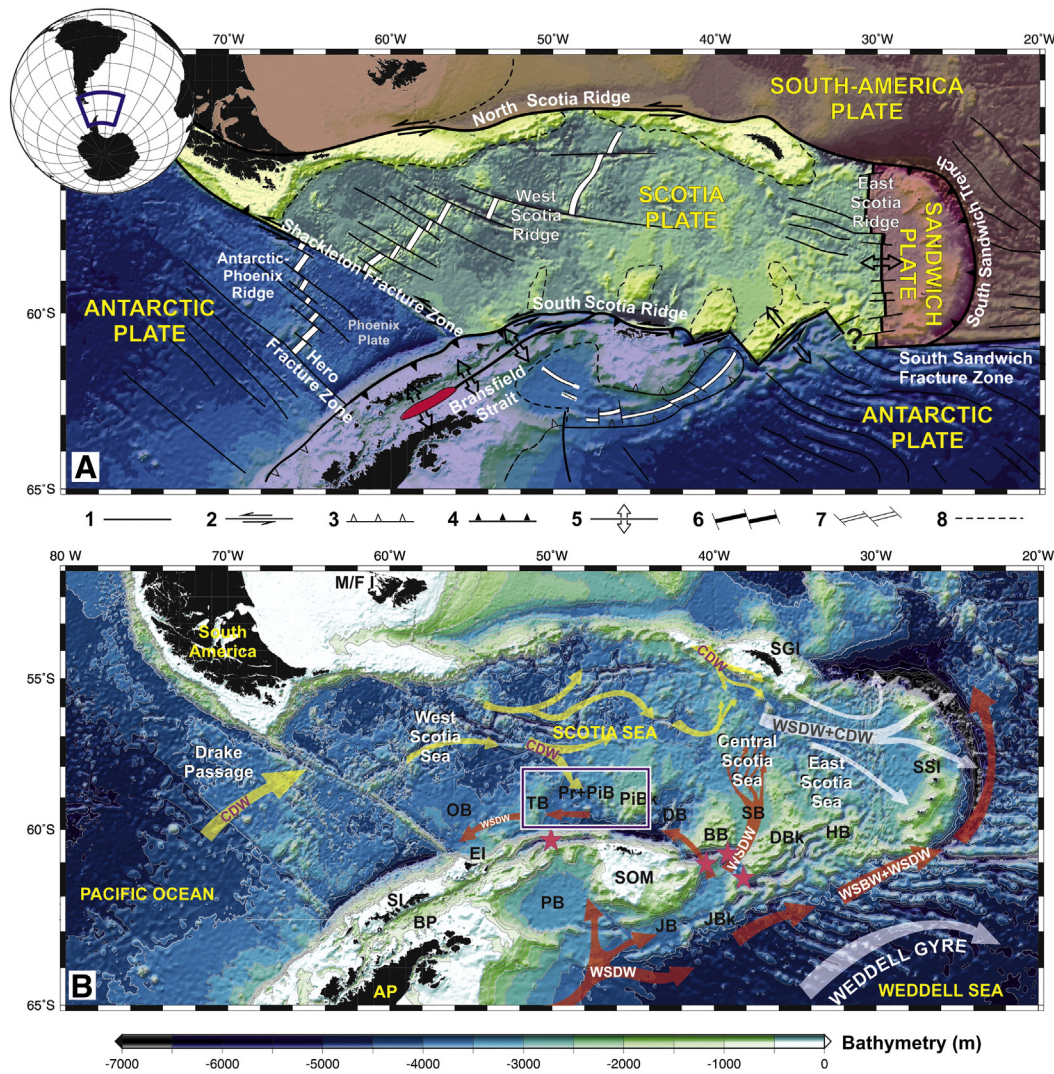 70°W
60°W
50°W
40°W
30°W
20°W
SOUTH-AMERICA
PLATE
North Scotia Ridge
West
Scotia
Ridge
SCOTIA
PLATE
East
Scotia
Ridge
SANDWICH
PLATE
South Sandwich Trench
Shackleton Fracture Zone
Antarctic-
Phoenix
Ridge
ANTARCTIC
PLATE
60°S
Phoenix
Plate
Hero
Fracture Zone
South Scotia Ridge
Bransfield
Strait
?
South Sandwich
Fracture Zone
ANTARCTIC
PLATE
A
65°S
1
2
3
4
5
6
7
8
80 W
70°W
60°W
50°W
40°W
30°W
20°W
M/F I
South
America
SGI
CDW
55°S
West
Scotia
Sea
SCOTIA SEA
CDW
WSDW+CDW
Central
Scotia
Sea
East
Scotia
Sea
SSI
Drake
Passage
CDW
OB
TB
Pr+PiB
PiBk
DB
SB
WSDW
60°S
EI
BB
DBk
HB
WSDW
PACIFIC OCEAN
SI
BP
SOM
PB
JB
JBk
WSBW+WSDW
WSDW
WEDDELL GYRE
B
AP
WEDDELL SEA
65°S
-7000
-6000
-5000
-4000
-3000
-2000
-1000
0
Bathymetry (m)